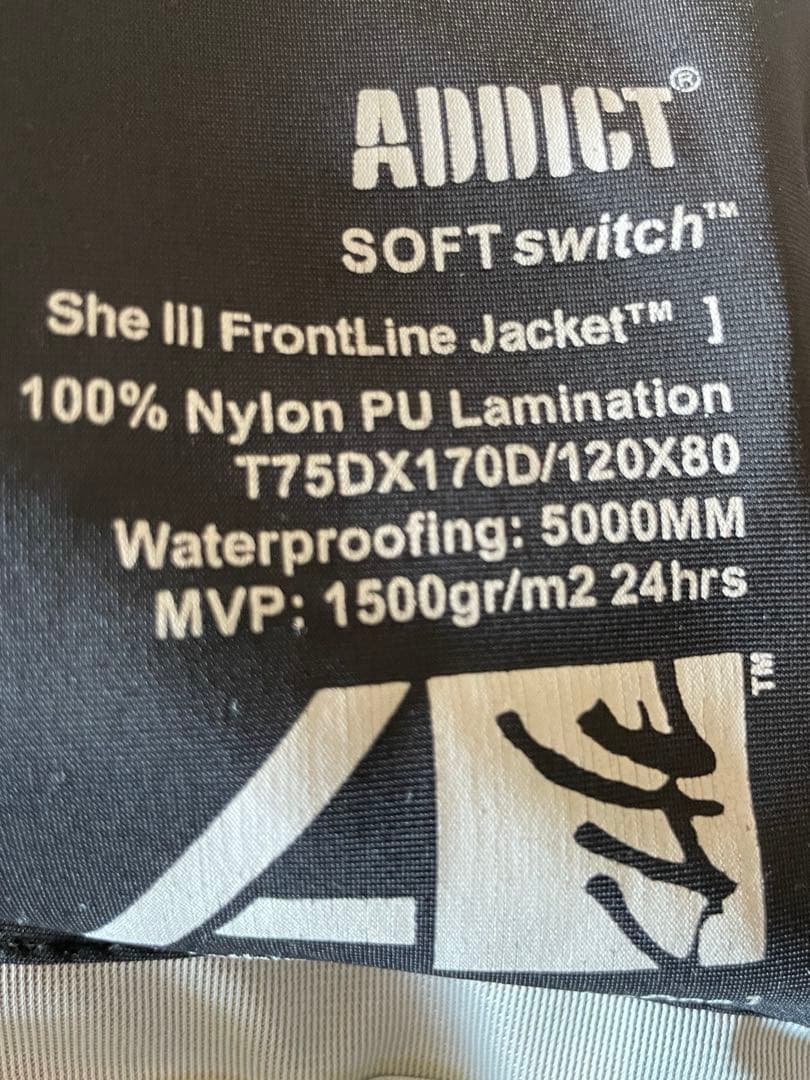 ADDICT®
SOFT switch™
She III FrontLine Jacket™ ]
100% Nylon PU Lamination
T75DX170D/120X80
Waterproofing: 5000MM
MVP: 1500gr/m2 24hrs
SHE™